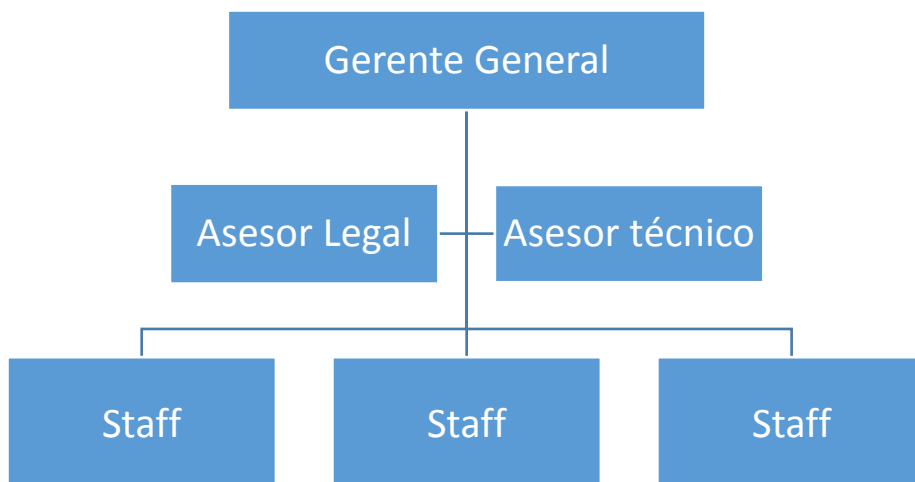 Gerente General
Asesor Legal
Asesor técnico
Staff
Staff
Staff